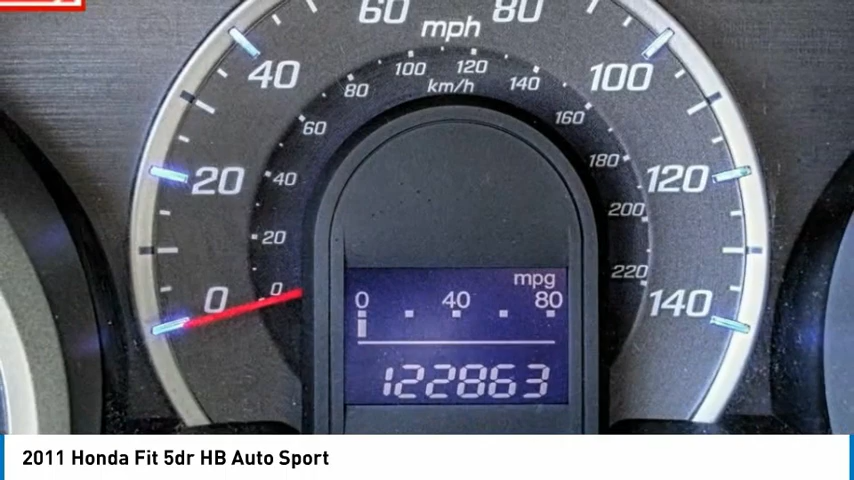 60 80
mph
40 100
100 120
80 km/h 140
60 160
20 120
40 180
200
20 220
0 0 140
mpg
0 40 80
122863
2011 Honda Fit 5dr HB Auto Sport